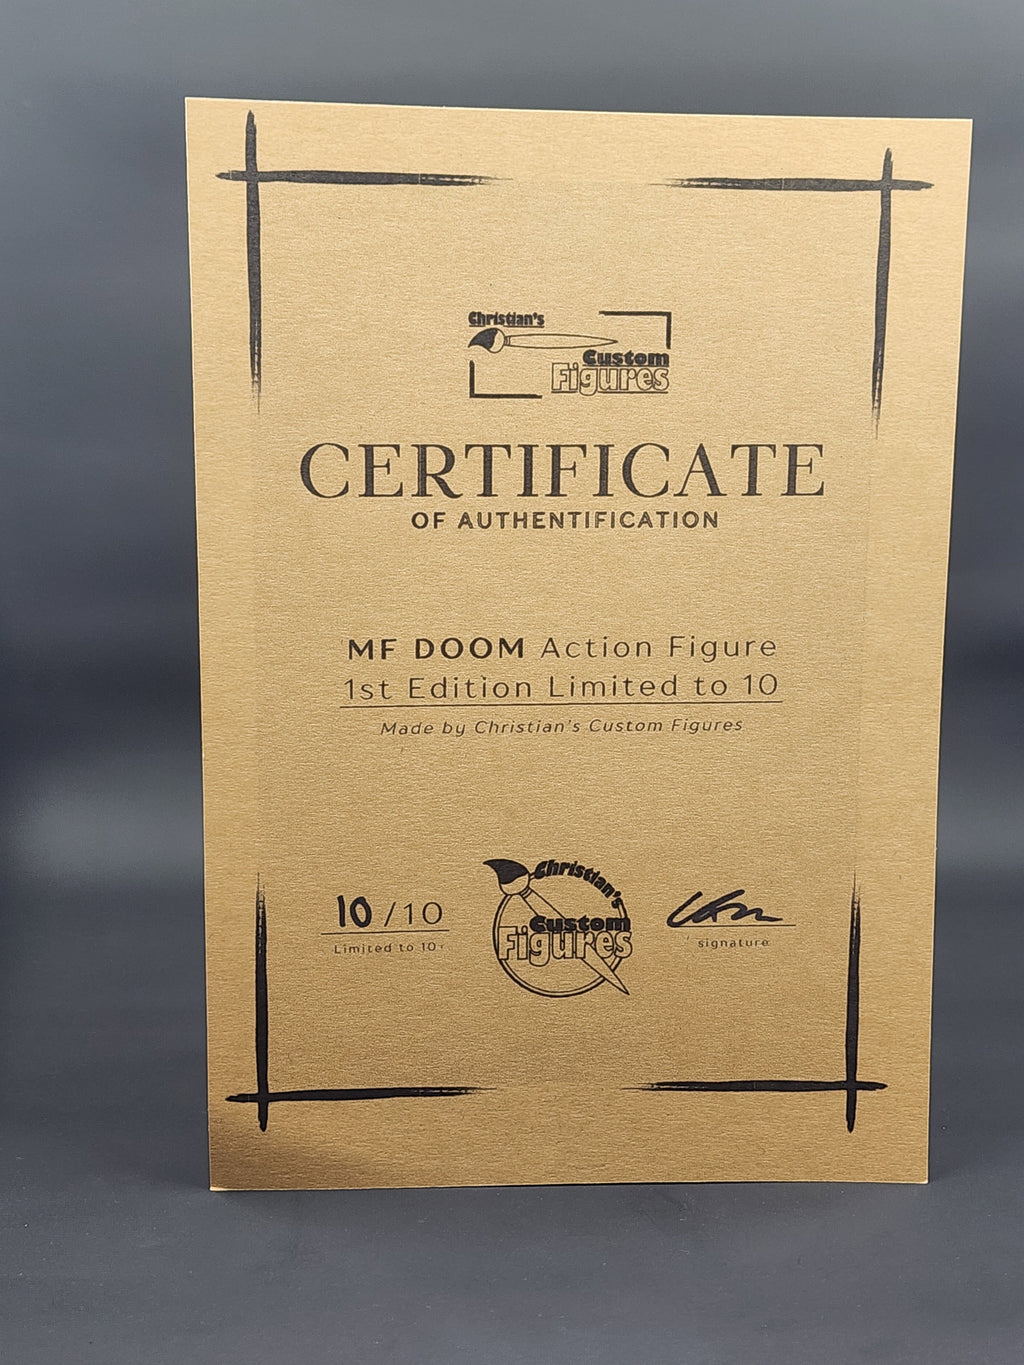 Christian's
Custom
Figures
CERTIFICATE
OF AUTHENTIFICATION
MF DOOM Action Figure
1st Edition Limited to 10
Made by Christian's Custom Figures
10/10
Limited to 10
Christian's
Custom
Figures
signature